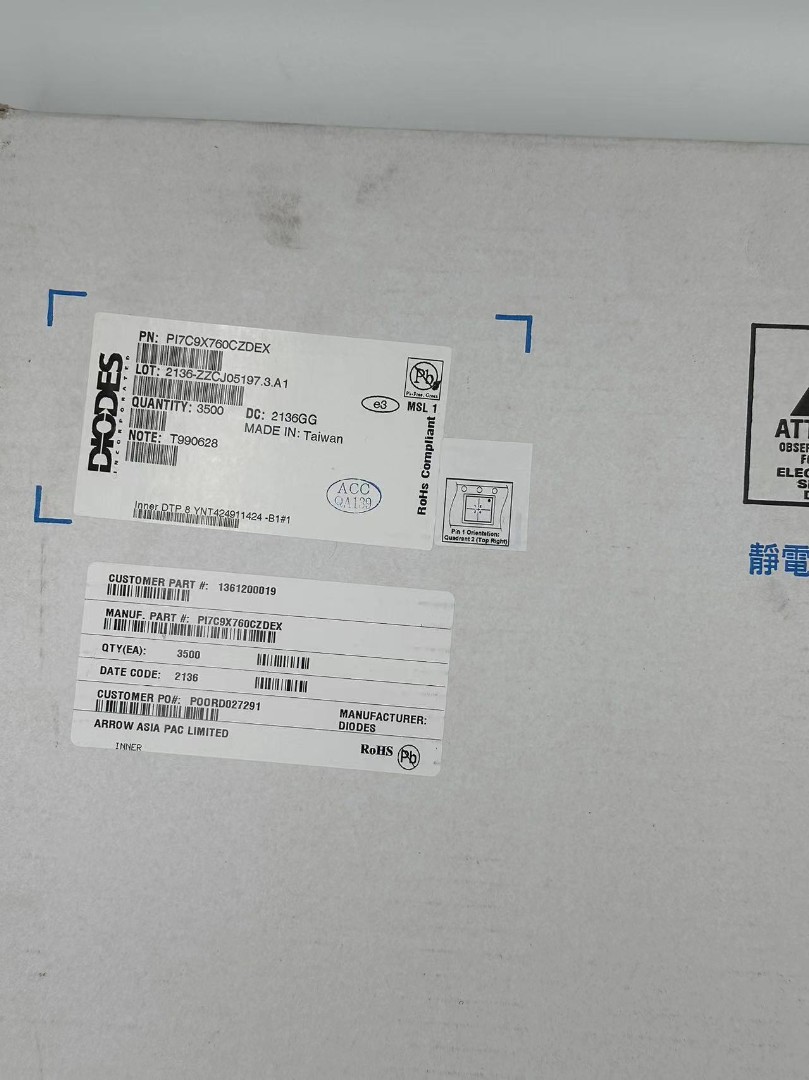 DIODES
INCORPORATED
PN: PI7C9X760CZDEX
LOT: 2136-ZZCJ05197.3.A1
QUANTITY: 3500
DC: 2136GG
NOTE: T990628
MADE IN: Taiwan
Pb
e3
MSL 1
RoHs Compliant
ACC
QA139
Inner DTP 8 YNT424911424 -B1#1
Pin 1 Orientation:
Quadrant 2 (Top Right)
CUSTOMER PART #: 1361200019
MANUF. PART #: PI7C9X760CZDEX
QTY(EA): 3500
DATE CODE: 2136
CUSTOMER PO#: POORD027291
MANUFACTURER:
DIODES
ARROW ASIA PAC LIMITED
INNER
RoHS Pb
ATT
OBSE
ELEC
靜電